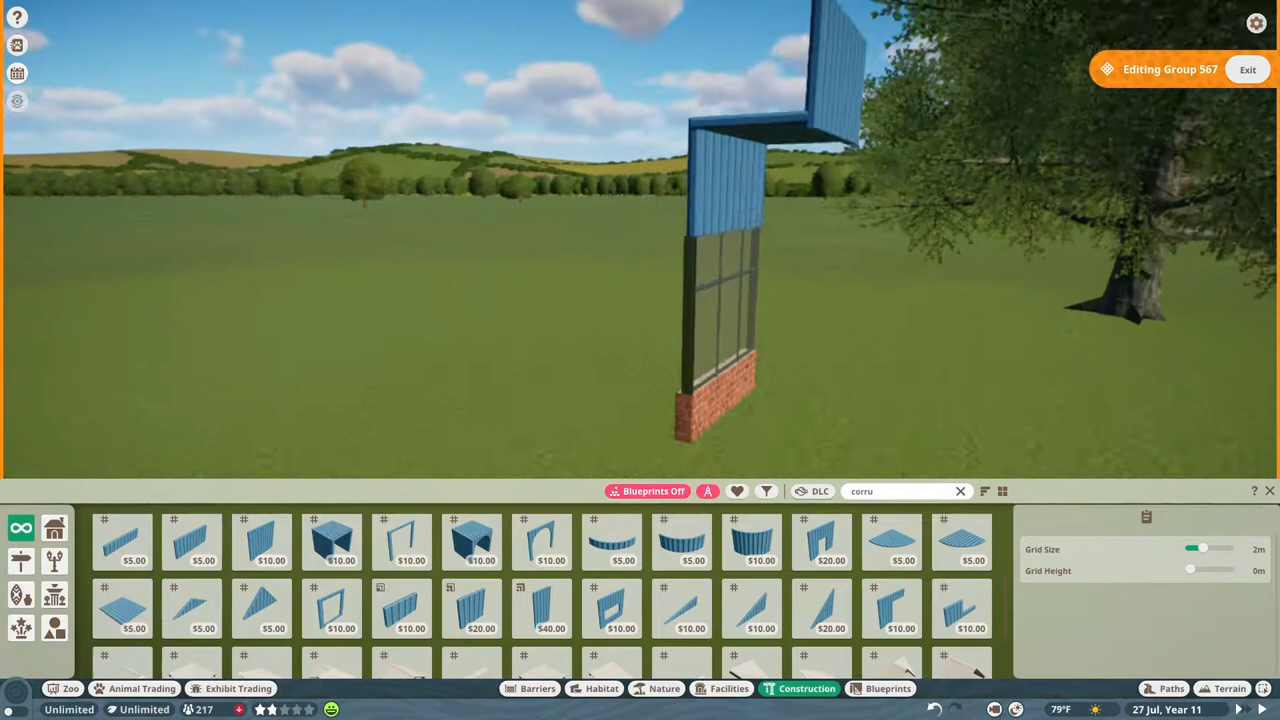 ?
Editing Group 567
Exit
Blueprints Off
DLC
corru
?
$5.00
$5.00
$10.00
$10.00
$10.00
$10.00
$10.00
$5.00
$5.00
$10.00
$20.00
$5.00
$5.00
$5.00
$5.00
$5.00
$10.00
$10.00
$20.00
$40.00
$10.00
$10.00
$10.00
$20.00
$10.00
$10.00
Grid Size
2m
Grid Height
0m
Zoo
Animal Trading
Exhibit Trading
Barriers
Habitat
Nature
Facilities
Construction
Blueprints
Paths
Terrain
Unlimited
Unlimited
217
79°F
27 Jul, Year 11